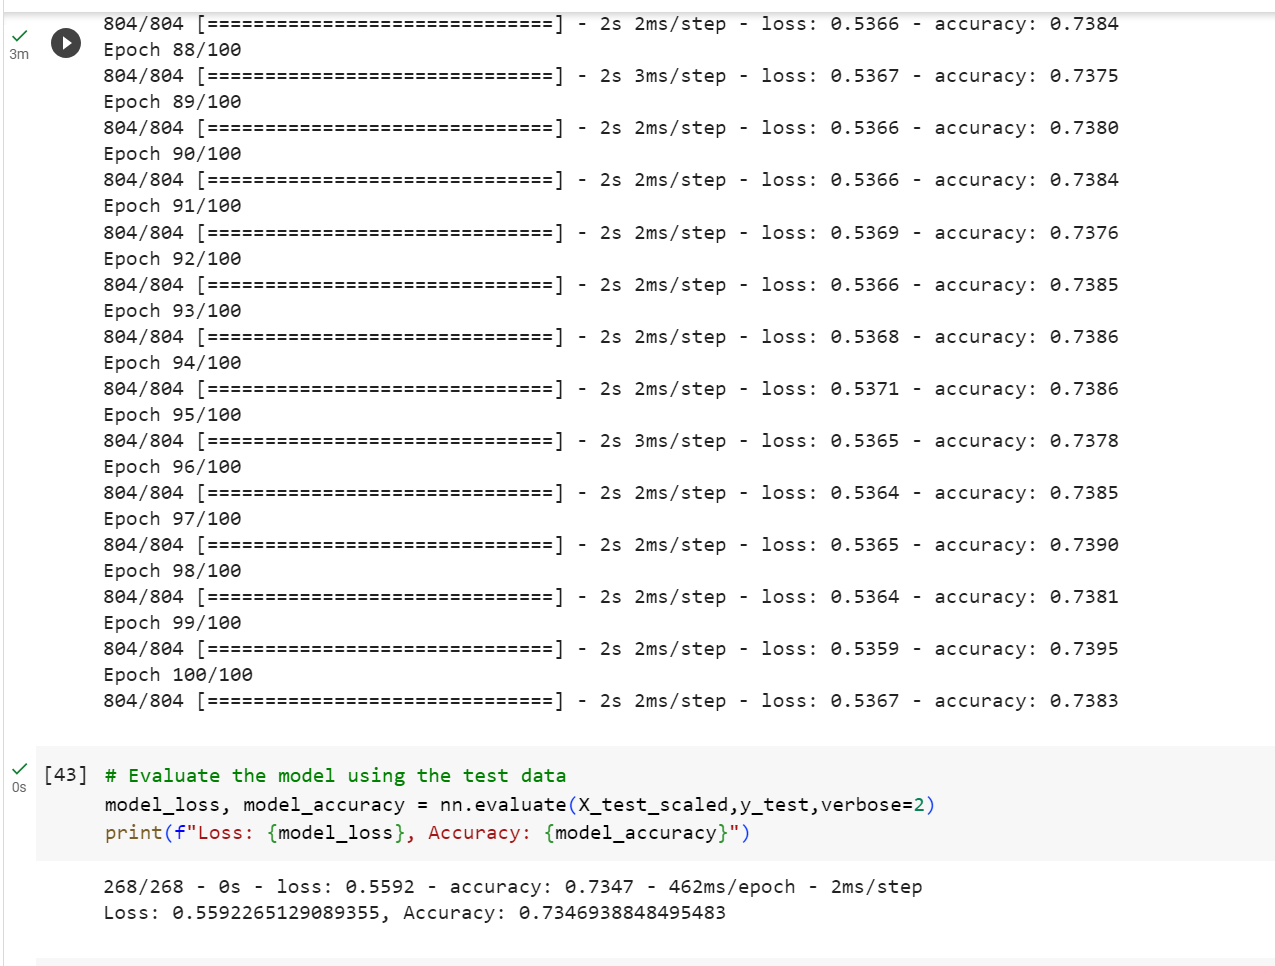 804/804 [==============================] - 2s 2ms/step - loss: 0.5366 - accuracy: 0.7384
3m
Epoch 88/100
804/804 [==============================] - 2s 3ms/step - loss: 0.5367 - accuracy: 0.7375
Epoch 89/100
804/804 [==============================] - 2s 2ms/step - loss: 0.5366 - accuracy: 0.7380
Epoch 90/100
804/804 [==============================] - 2s 2ms/step - loss: 0.5366 - accuracy: 0.7384
Epoch 91/100
804/804 [==============================] - 2s 2ms/step - loss: 0.5369 - accuracy: 0.7376
Epoch 92/100
804/804 [==============================] - 2s 2ms/step - loss: 0.5366 - accuracy: 0.7385
Epoch 93/100
804/804 [==============================] - 2s 2ms/step - loss: 0.5368 - accuracy: 0.7386
Epoch 94/100
804/804 [==============================] - 2s 2ms/step - loss: 0.5371 - accuracy: 0.7386
Epoch 95/100
804/804 [==============================] - 2s 3ms/step - loss: 0.5365 - accuracy: 0.7378
Epoch 96/100
804/804 [==============================] - 2s 2ms/step - loss: 0.5364 - accuracy: 0.7385
Epoch 97/100
804/804 [==============================] - 2s 2ms/step - loss: 0.5365 - accuracy: 0.7390
Epoch 98/100
804/804 [==============================] - 2s 2ms/step - loss: 0.5364 - accuracy: 0.7381
Epoch 99/100
804/804 [==============================] - 2s 2ms/step - loss: 0.5359 - accuracy: 0.7395
Epoch 100/100
804/804 [==============================] - 2s 2ms/step - loss: 0.5367 - accuracy: 0.7383
[43] # Evaluate the model using the test data
0s
model_loss, model_accuracy = nn.evaluate(X_test_scaled,y_test,verbose=2)
print(f"Loss: {model_loss}, Accuracy: {model_accuracy}")
268/268 - 0s - loss: 0.5592 - accuracy: 0.7347 - 462ms/epoch - 2ms/step
Loss: 0.5592265129089355, Accuracy: 0.7346938848495483